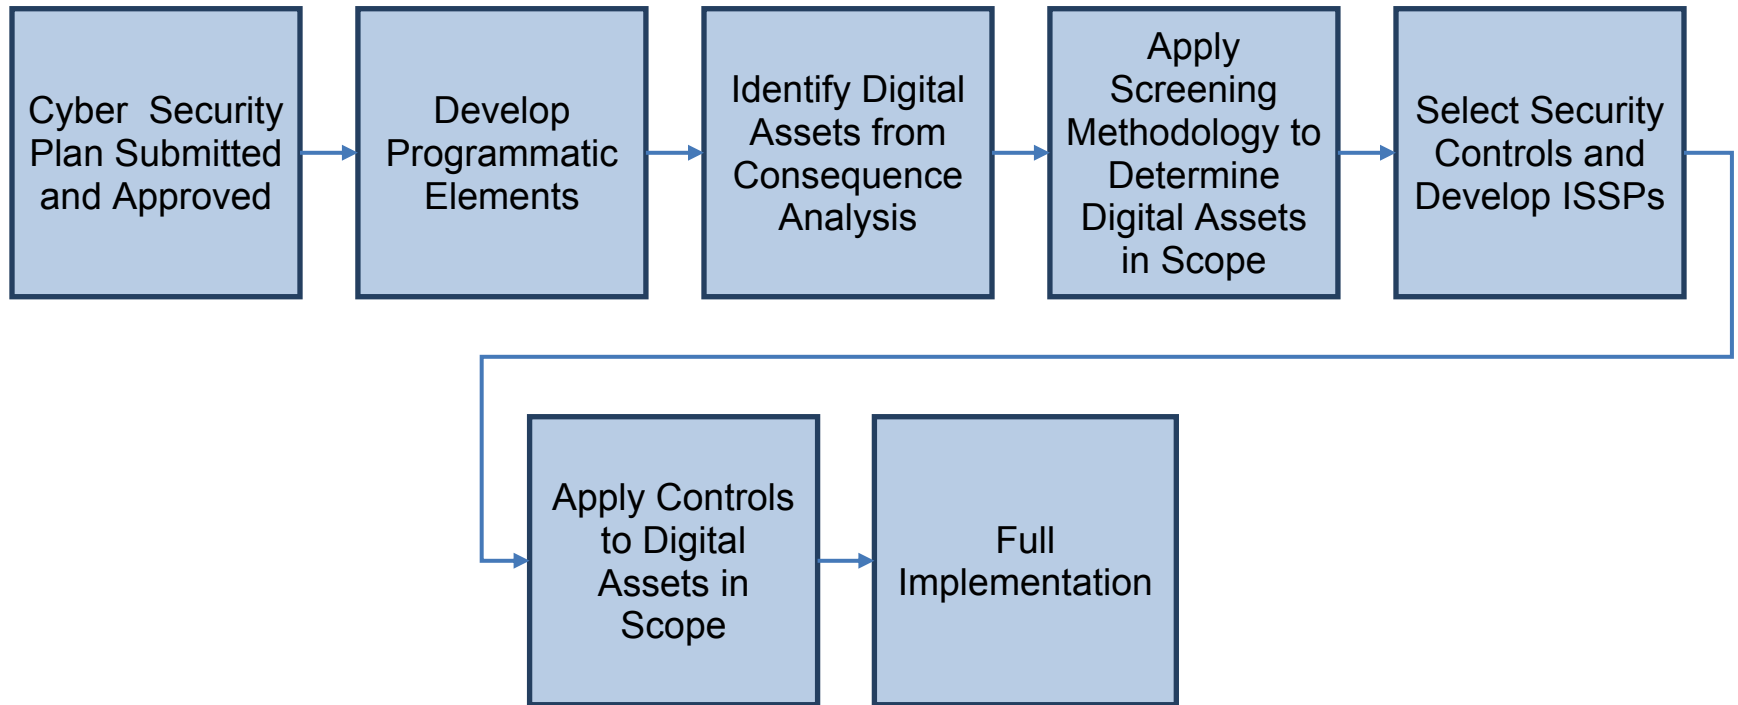 Cyber Security
Plan Submitted
and Approved
Develop
Programmatic
Elements
Identify Digital
Assets from
Consequence
Analysis
Apply
Screening
Methodology to
Determine
Digital Assets
in Scope
Select Security
Controls and
Develop ISSPs
Apply Controls
to Digital
Assets in
Scope
Full
Implementation